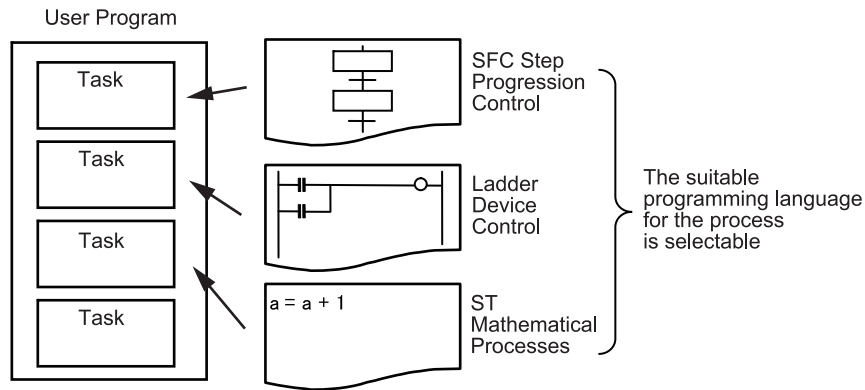 User Program
Task
Task
Task
Task
SFC Step
Progression
Control
Ladder
Device
Control
a = a + 1
ST
Mathematical
Processes
The suitable
programming language
for the process
is selectable